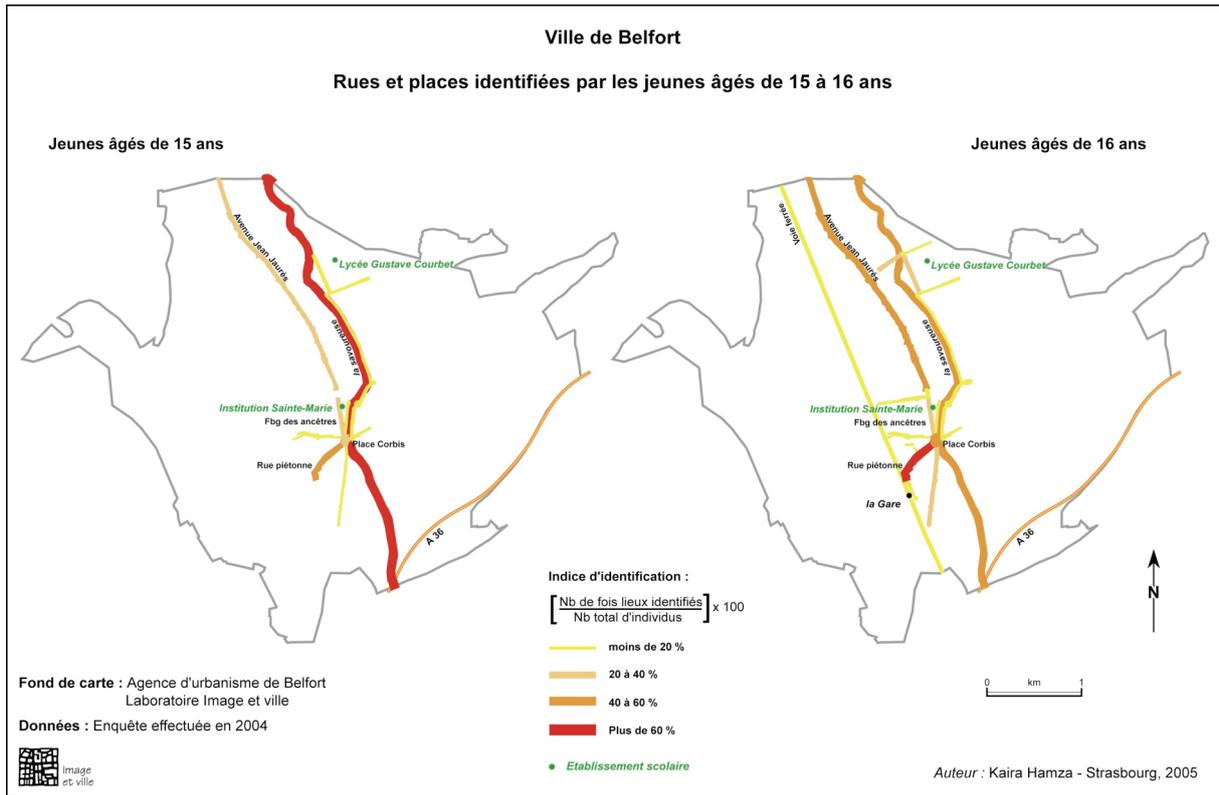 Ville de Belfort
Rues et places identifiées par les jeunes âgés de 15 à 16 ans
Jeunes âgés de 15 ans
Avenue Jean Jaurès
Lycée Gustave Courbet
la savoureuse
Institution Sainte-Marie
Fbg des ancêtres
Place Corbis
Rue piétonne
A 36
Jeunes âgés de 16 ans
Voie ferrée
Avenue Jean Jaurès
Lycée Gustave Courbet
la savoureuse
Institution Sainte-Marie
Fbg des ancêtres
Place Corbis
Rue piétonne
la Gare
A 36
N
0 km 1
Indice d'identification :
[Nb de fois lieux identifiés
Nb total d'individus] x 100
moins de 20 %
20 à 40 %
40 à 60 %
Plus de 60 %
Etablissement scolaire
Fond de carte : Agence d'urbanisme de Belfort
Laboratoire Image et ville
Données : Enquête effectuée en 2004
image
et ville
Auteur : Kaira Hamza - Strasbourg, 2005